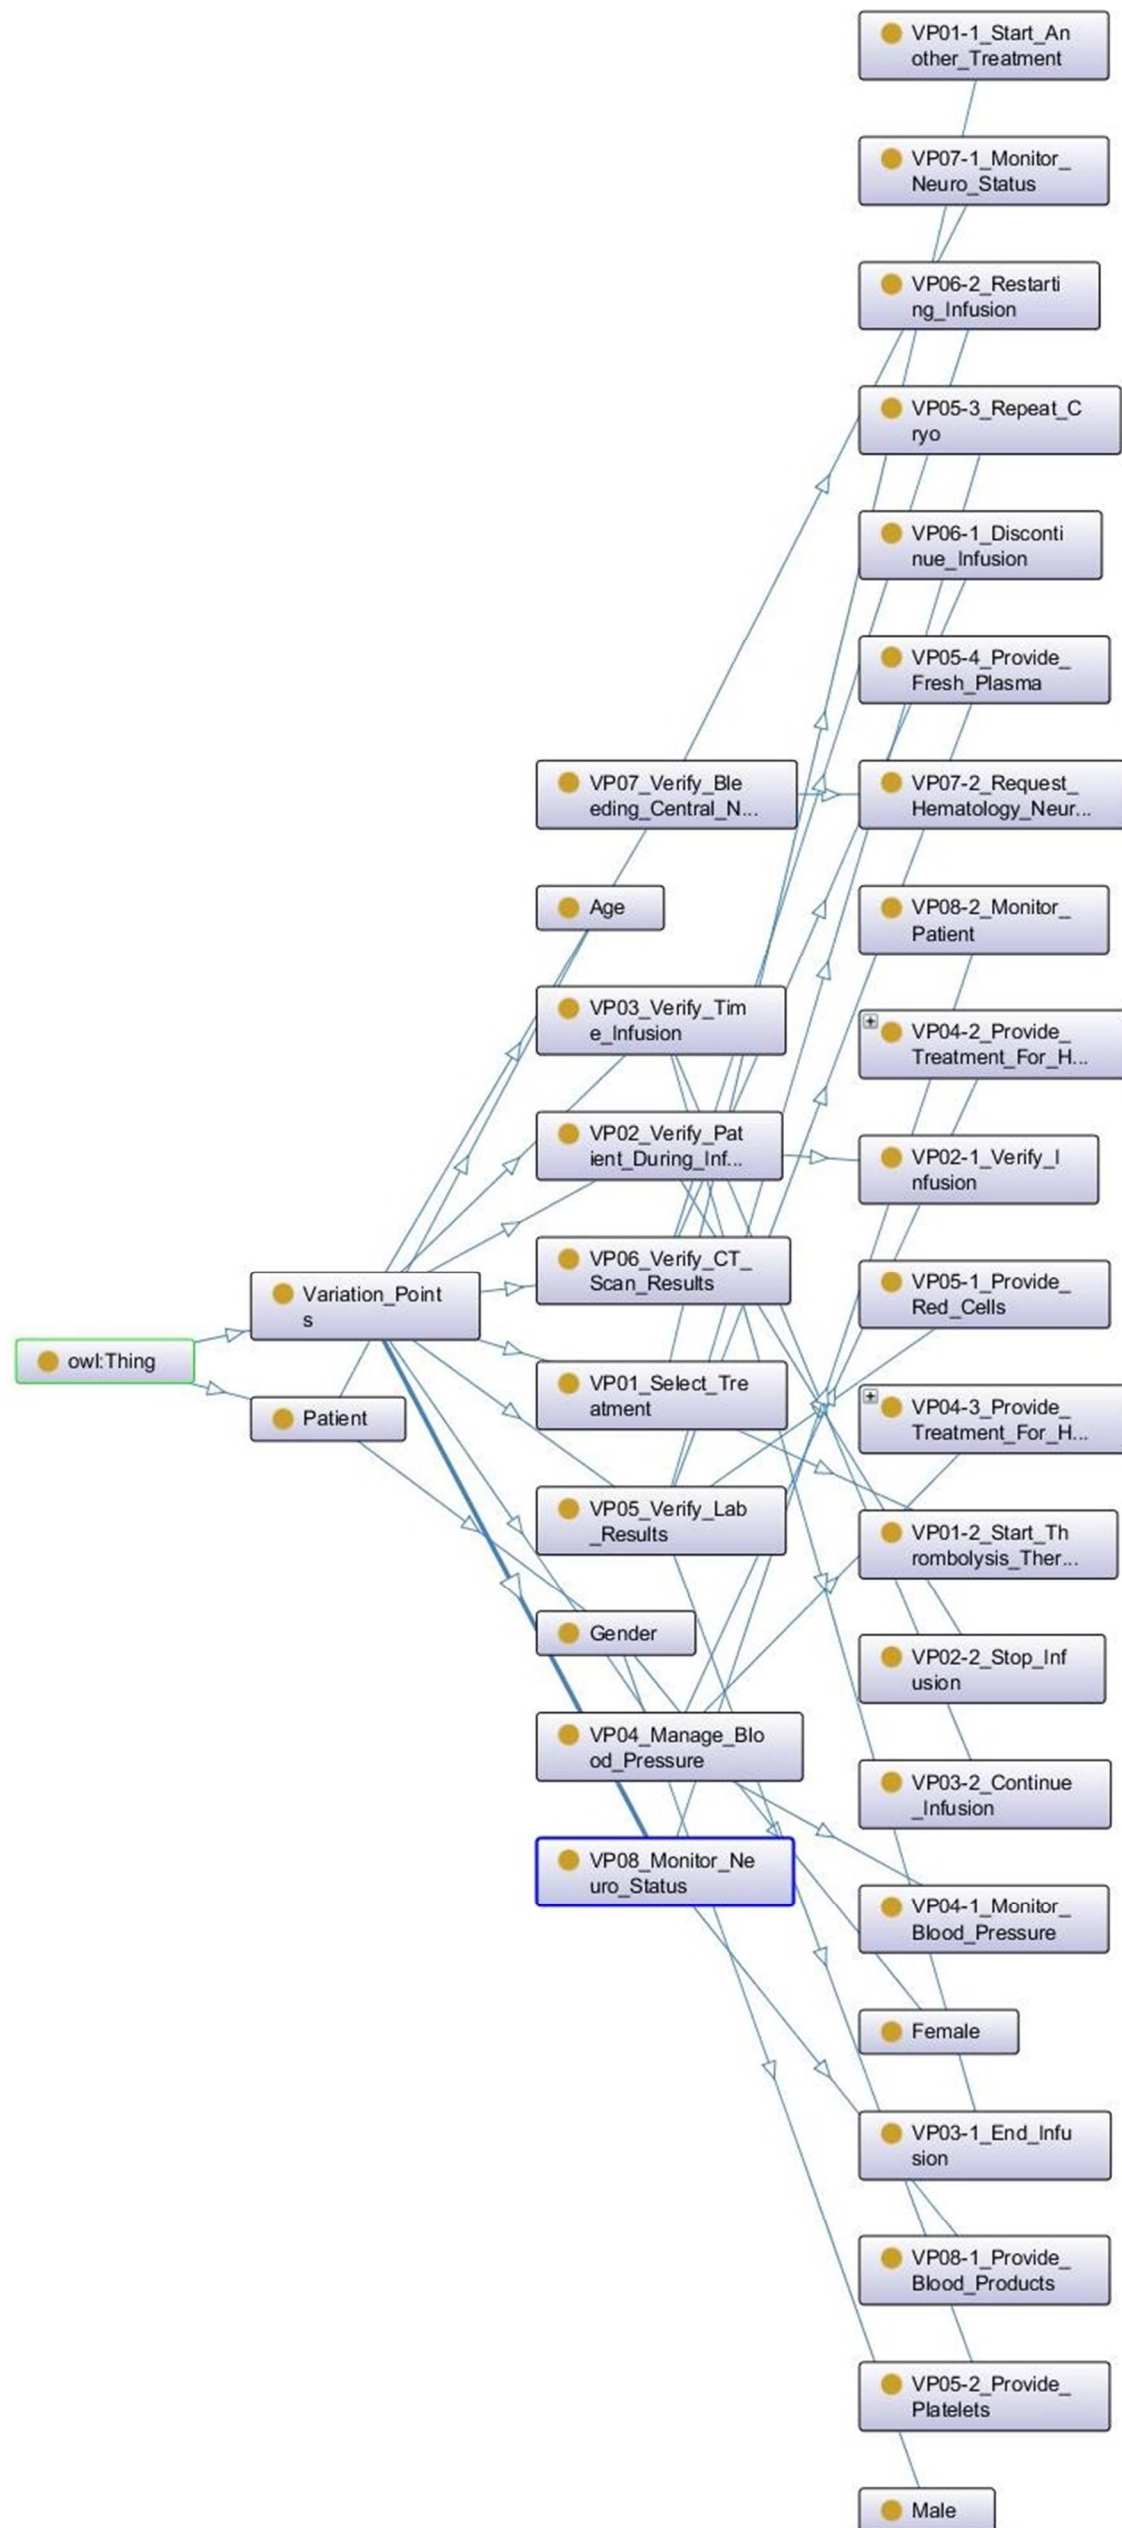 owl:Thing
Variation_Point
s
Patient
VP07_Verify_Ble
eding_Central_N...
Age
VP03_Verify_Tim
e_Infusion
VP02_Verify_Pat
ient_During_Inf...
VP06_Verify_CT_
Scan_Results
VP01_Select_Tre
atment
VP05_Verify_Lab
_Results
Gender
VP04_Manage_Blo
od_Pressure
VP08_Monitor_Ne
uro_Status
VP01-1_Start_An
other_Treatment
VP07-1_Monitor_
Neuro_Status
VP06-2_Restarti
ng_Infusion
VP05-3_Repeat_C
ryo
VP06-1_Disconti
nue_Infusion
VP05-4_Provide_
Fresh_Plasma
VP07-2_Request_
Hematology_Neur...
VP08-2_Monitor_
Patient
VP04-2_Provide_
Treatment_For_H...
VP02-1_Verify_I
nfusion
VP05-1_Provide_
Red_Cells
VP04-3_Provide_
Treatment_For_H...
VP01-2_Start_Th
rombolysis_Ther...
VP02-2_Stop_Inf
usion
VP03-2_Continue
_Infusion
VP04-1_Monitor_
Blood_Pressure
Female
VP03-1_End_Infu
sion
VP08-1_Provide_
Blood_Products
VP05-2_Provide_
Platelets
Male